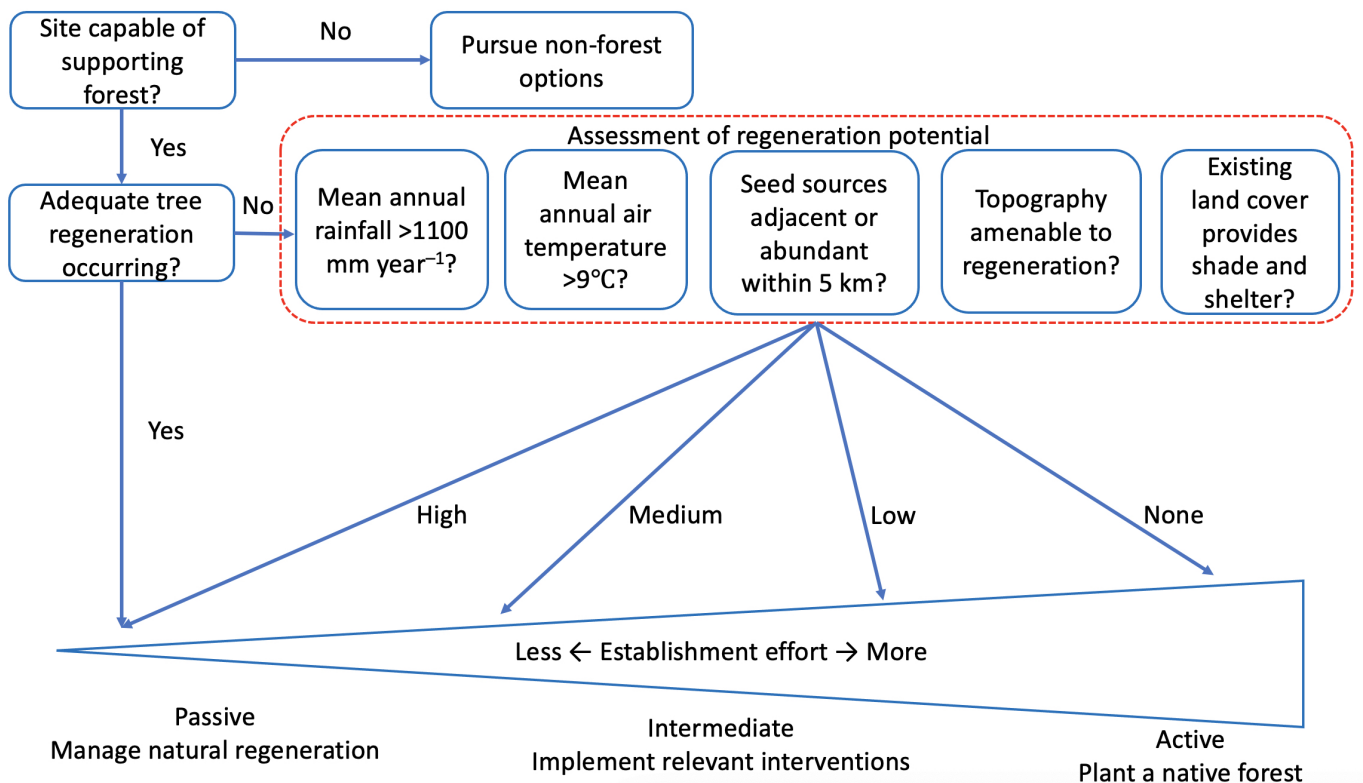 Site capable of
supporting
forest?
No
Pursue non-forest
options
Yes
Assessment of regeneration potential
Adequate tree
regeneration
occurring?
No
Mean annual
rainfall >1100
mm year⁻¹?
Mean
annual air
temperature
>9℃?
Seed sources
adjacent or
abundant
within 5 km?
Topography
amenable to
regeneration?
Existing
land cover
provides
shade and
shelter?
Yes
High
Medium
Low
None
Less ← Establishment effort → More
Passive
Manage natural regeneration
Intermediate
Implement relevant interventions
Active
Plant a native forest